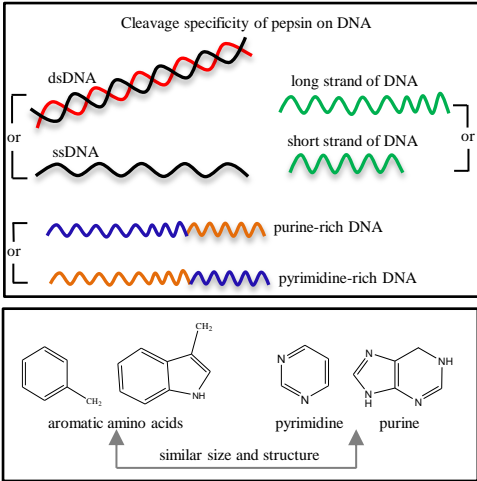 Cleavage specificity of pepsin on DNA
dsDNA
long strand of DNA
or
or
ssDNA
short strand of DNA
purine-rich DNA
or
pyrimidine-rich DNA
CH2
N
N
NH
CH2
NH
N
N
N
H
aromatic amino acids
pyrimidine
purine
similar size and structure